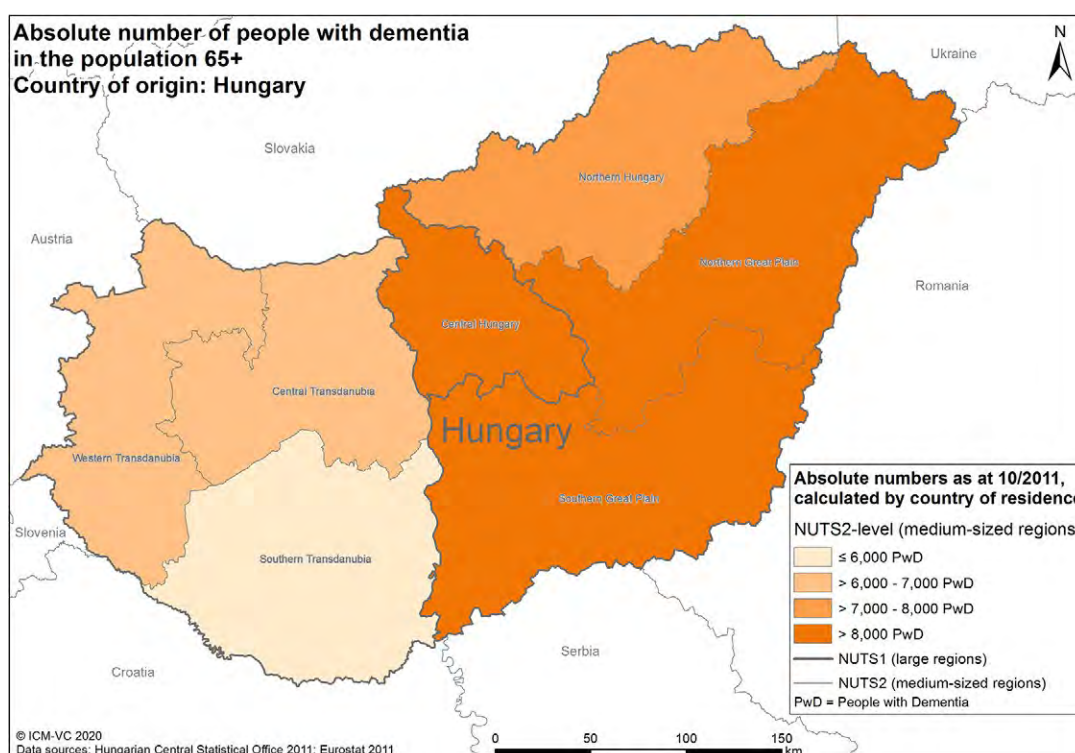 Absolute number of people with dementia
in the population 65+
Country of origin: Hungary
N
Ukraine
Slovakia
Northern Hungary
Austria
Northern Great Plain
Romania
Central Hungary
Central Transdanubia
Hungary
Western Transdanubia
Southern Great Plain
Slovenia
Southern Transdanubia
Croatia
Serbia
Absolute numbers as at 10/2011,
calculated by country of residence
NUTS2-level (medium-sized regions
≤ 6,000 PwD
> 6,000 - 7,000 PwD
> 7,000 - 8,000 PwD
> 8,000 PwD
NUTS1 (large regions)
NUTS2 (medium-sized regions)
PwD = People with Dementia
© ICM-VC 2020
Data sources: Hungarian Central Statistical Office 2011; Eurostat 2011
0 50 100 150
km